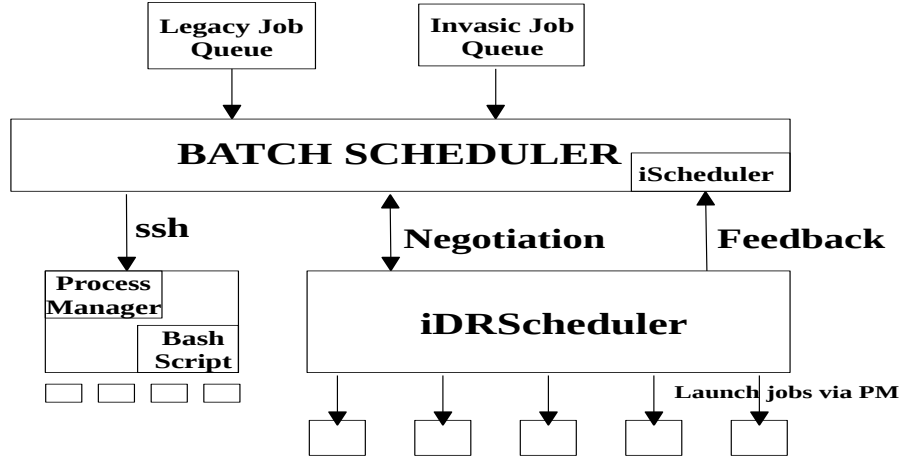 Legacy Job
Queue
Invasic Job
Queue
BATCH SCHEDULER
iScheduler
ssh
Negotiation
Feedback
Process
Manager
Bash
Script
iDRScheduler
Launch jobs via PM